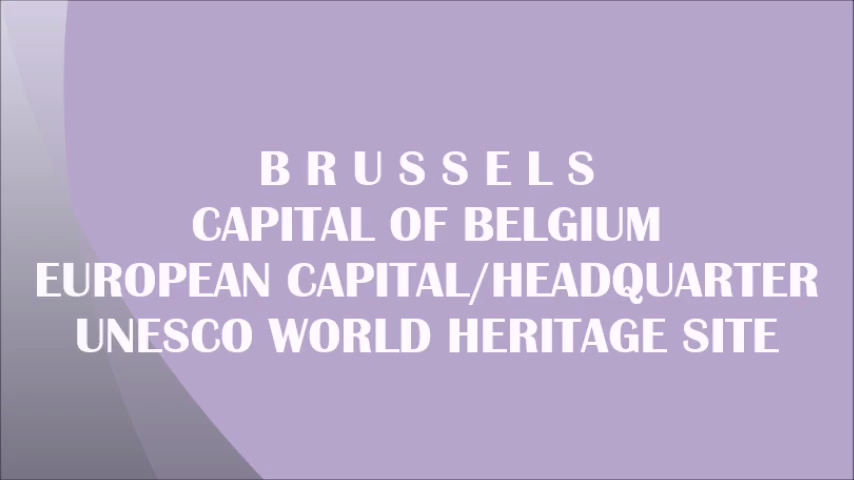 B R U S S E L S
CAPITAL OF BELGIUM
EUROPEAN CAPITAL/HEADQUARTER
UNESCO WORLD HERITAGE SITE